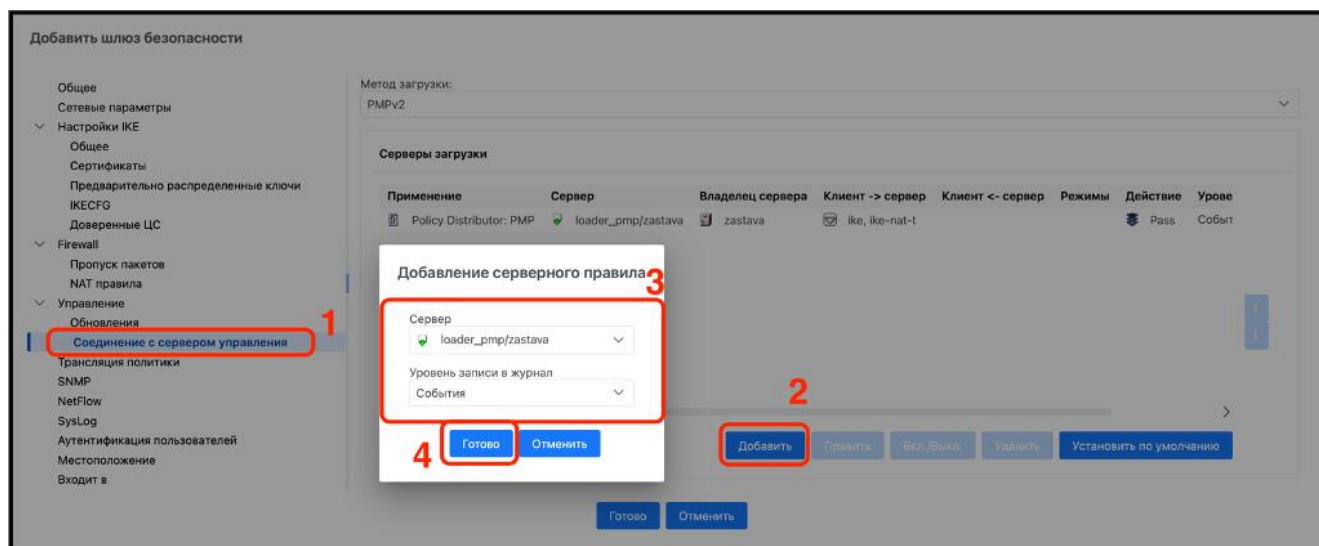 Добавить шлюз безопасности
Общее
Сетевые параметры
Настройки IKE
Общее
Сертификаты
Предварительно распределенные ключи
IKECFG
Доверенные ЦС
Firewall
Пропуск пакетов
NAT правила
Управление
Обновления
Соединение с сервером управления
1
Трансляция политики
SNMP
NetFlow
SysLog
Аутентификация пользователей
Местоположение
Входит в
Метод загрузки:
PMPv2
Серверы загрузки
Применение Сервер Владелец сервера Клиент -> сервер Клиент <- сервер Режимы Действие Урове
Policy Distributor: PMP loader_pmp/zastava zastava ike, ike-nat-t Pass Событ
Добавление серверного правила
3
Сервер
loader_pmp/zastava
Уровень записи в журнал
События
4
Готово Отменить
2
Добавить Править Вкл./Выкл. Удалить Установить по умолчанию
Готово Отменить